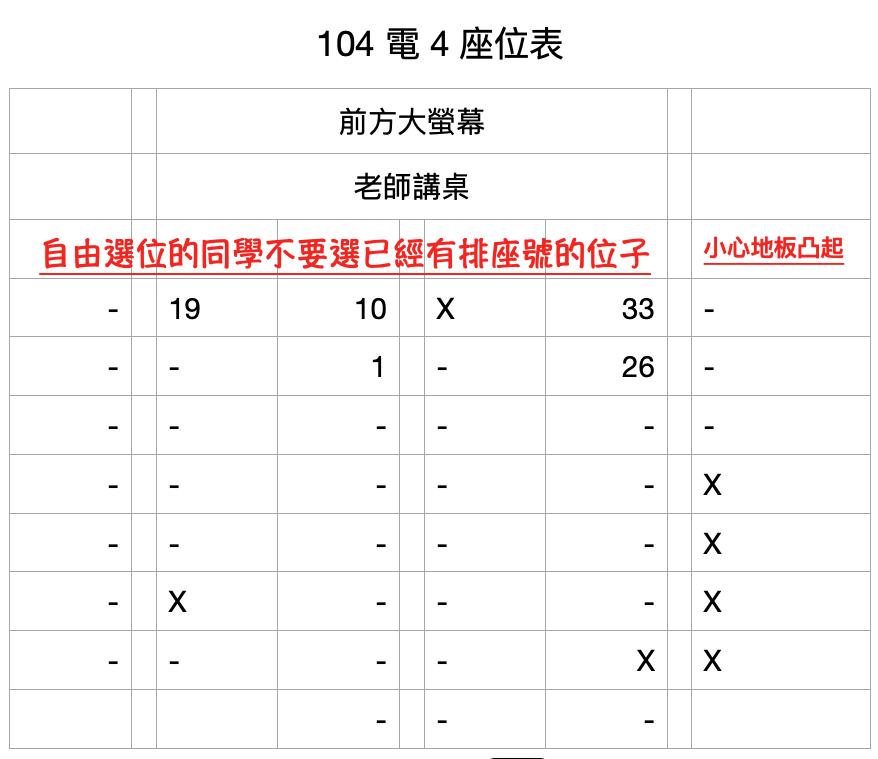 104 電 4 座位表
前方大螢幕
老師講桌
自由選位的同學不要選已經有排座號的位子 小心地板凸起
- 19 10 X 33 -
- - 1 - 26 -
- - - - - -
- - - - - X
- - - - - X
- X - - - X
- - - - X X
- - -